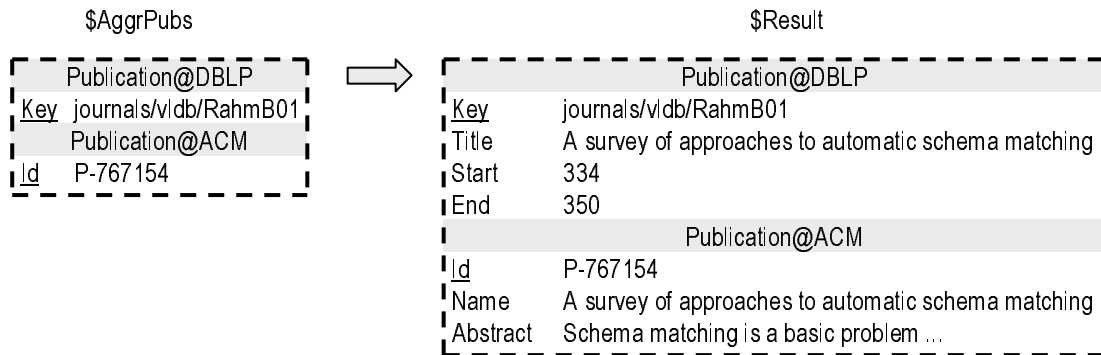 $AggrPubs
Publication@DBLP
Key journals/vldb/RahmB01
Publication@ACM
Id P-767154
$Result
Publication@DBLP
Key journals/vldb/RahmB01
Title A survey of approaches to automatic schema matching
Start 334
End 350
Publication@ACM
Id P-767154
Name A survey of approaches to automatic schema matching
Abstract Schema matching is a basic problem ...